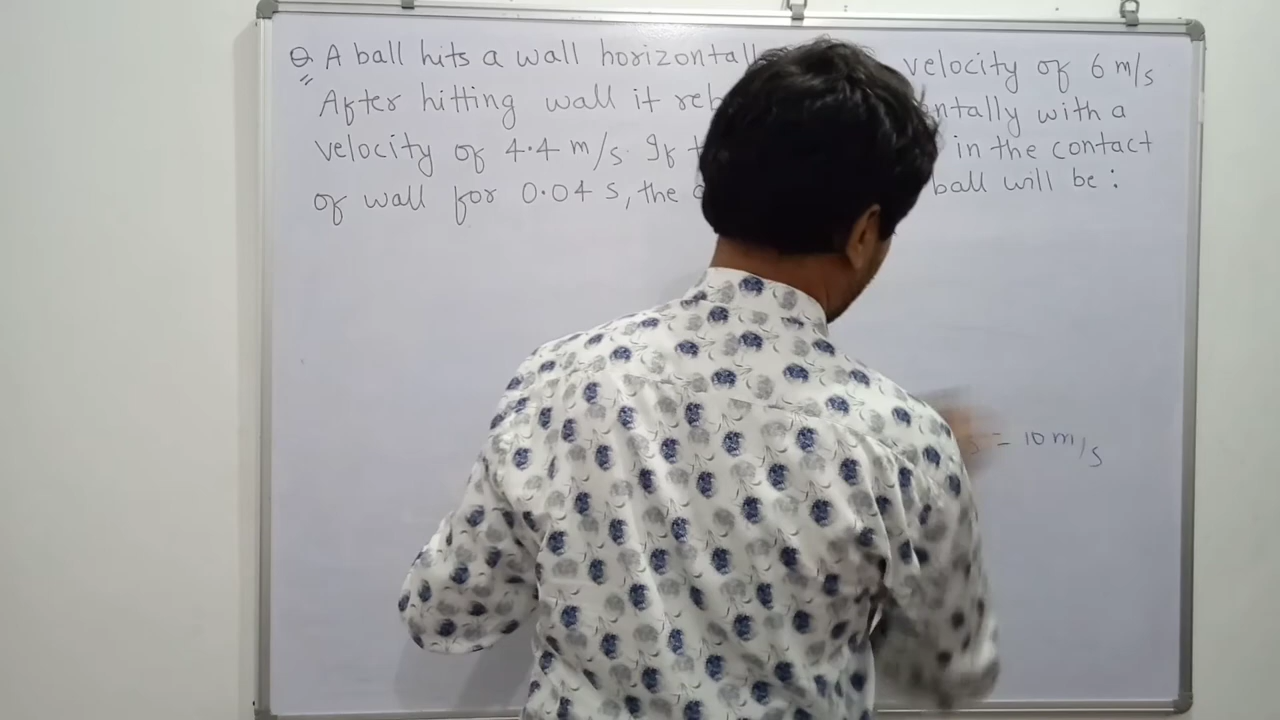 Q A ball hits a wall horizontall velocity of 6 m/s
After hitting wall it reb ntally with a
velocity of 4.4 m/s. If t in the contact
of wall for 0.04 s, the ball will be :
s = 10 m/s